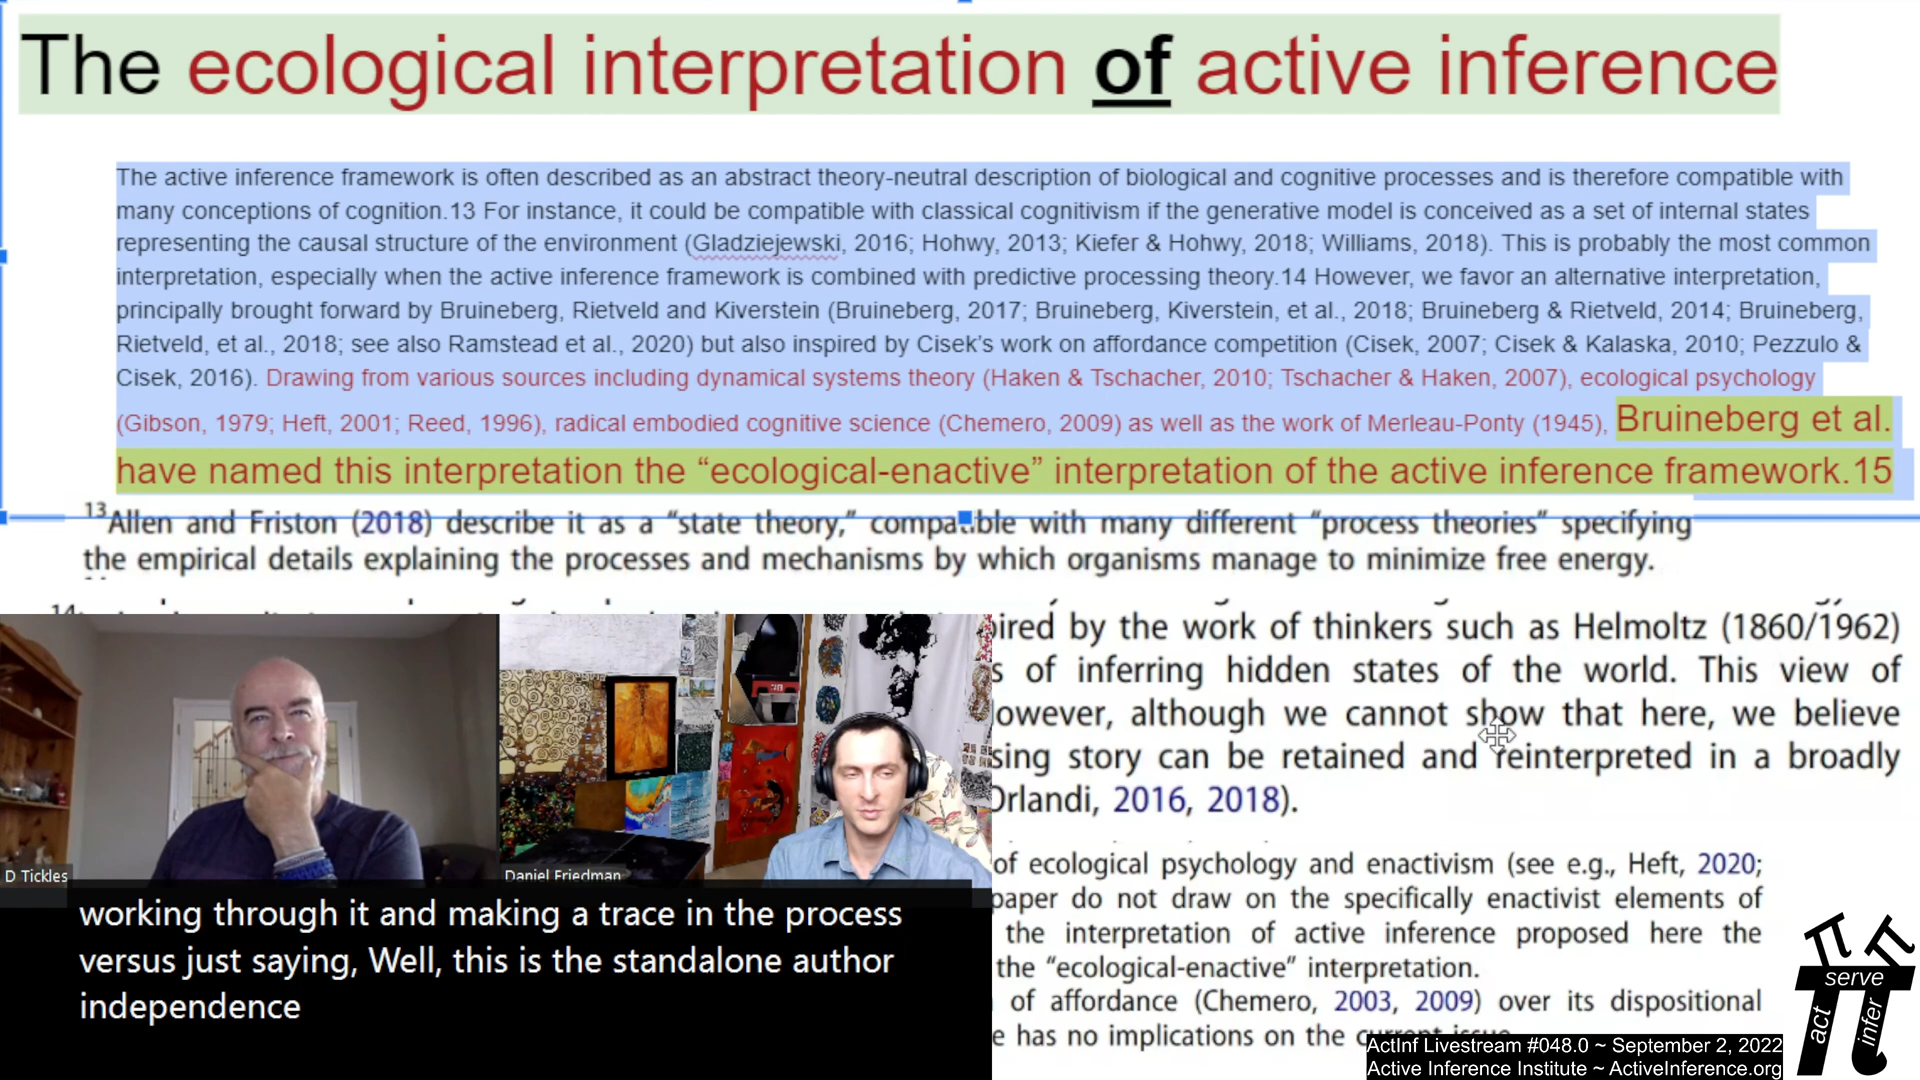 The ecological interpretation of active inference
The active inference framework is often described as an abstract theory-neutral description of biological and cognitive processes and is therefore compatible with
many conceptions of cognition.13 For instance, it could be compatible with classical cognitivism if the generative model is conceived as a set of internal states
representing the causal structure of the environment (Gladziejewski, 2016; Hohwy, 2013; Kiefer & Hohwy, 2018; Williams, 2018). This is probably the most common
interpretation, especially when the active inference framework is combined with predictive processing theory.14 However, we favor an alternative interpretation,
principally brought forward by Bruineberg, Rietveld and Kiverstein (Bruineberg, 2017; Bruineberg, Kiverstein, et al., 2018; Bruineberg & Rietveld, 2014; Bruineberg,
Rietveld, et al., 2018; see also Ramstead et al., 2020) but also inspired by Cisek's work on affordance competition (Cisek, 2007; Cisek & Kalaska, 2010; Pezzulo &
Cisek, 2016). Drawing from various sources including dynamical systems theory (Haken & Tschacher, 2010; Tschacher & Haken, 2007), ecological psychology
(Gibson, 1979; Heft, 2001; Reed, 1996), radical embodied cognitive science (Chemero, 2009) as well as the work of Merleau-Ponty (1945), Bruineberg et al.
have named this interpretation the “ecological-enactive” interpretation of the active inference framework.15
13Allen and Friston (2018) describe it as a “state theory,” compatible with many different “process theories” specifying
the empirical details explaining the processes and mechanisms by which organisms manage to minimize free energy.
14
pired by the work of thinkers such as Helmoltz (1860/1962)
s of inferring hidden states of the world. This view of
owever, although we cannot show that here, we believe
sing story can be retained and reinterpreted in a broadly
Orlandi, 2016, 2018).
of ecological psychology and enactivism (see e.g., Heft, 2020;
paper do not draw on the specifically enactivist elements of
the interpretation of active inference proposed here the
the “ecological-enactive” interpretation.
of affordance (Chemero, 2003, 2009) over its dispositional
e has no implications on the current issue.
D Tickles
Daniel Friedman
working through it and making a trace in the process
versus just saying, Well, this is the standalone author
independence
serve
act
infer
ActInf Livestream #048.0 ~ September 2, 2022
Active Inference Institute ~ ActiveInference.org